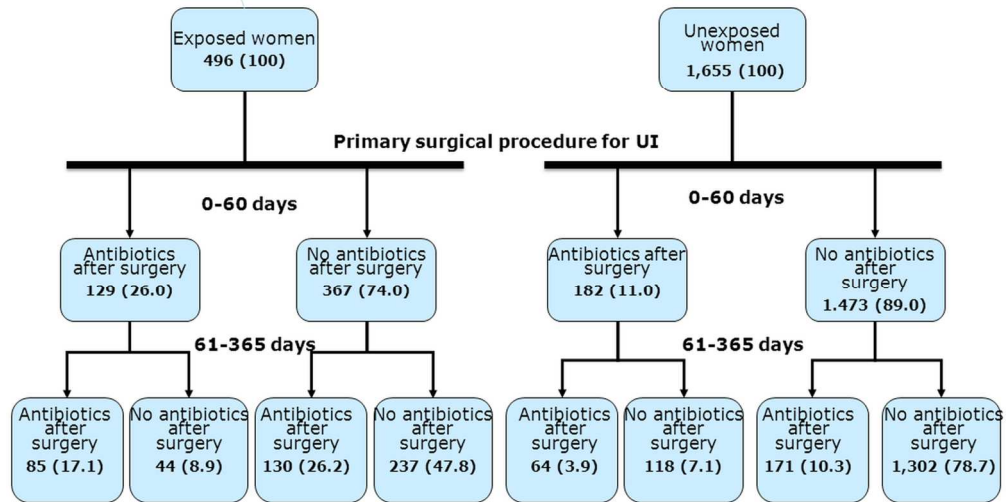 Exposed women
496 (100)
Unexposed
women
1,655 (100)
Primary surgical procedure for UI
0-60 days
0-60 days
Antibiotics
after surgery
129 (26.0)
No antibiotics
after surgery
367 (74.0)
Antibiotics after
surgery
182 (11.0)
No antibiotics
after
surgery
1.473 (89.0)
61-365 days
61-365 days
Antibiotics
after
surgery
85 (17.1)
No antibiotics
after
surgery
44 (8.9)
Antibiotics
after
surgery
130 (26.2)
No antibiotics
after
surgery
237 (47.8)
Antibiotics
after
surgery
64 (3.9)
No antibiotics
after
surgery
118 (7.1)
Antibiotics
after
surgery
171 (10.3)
No antibiotics
after
surgery
1,302 (78.7)